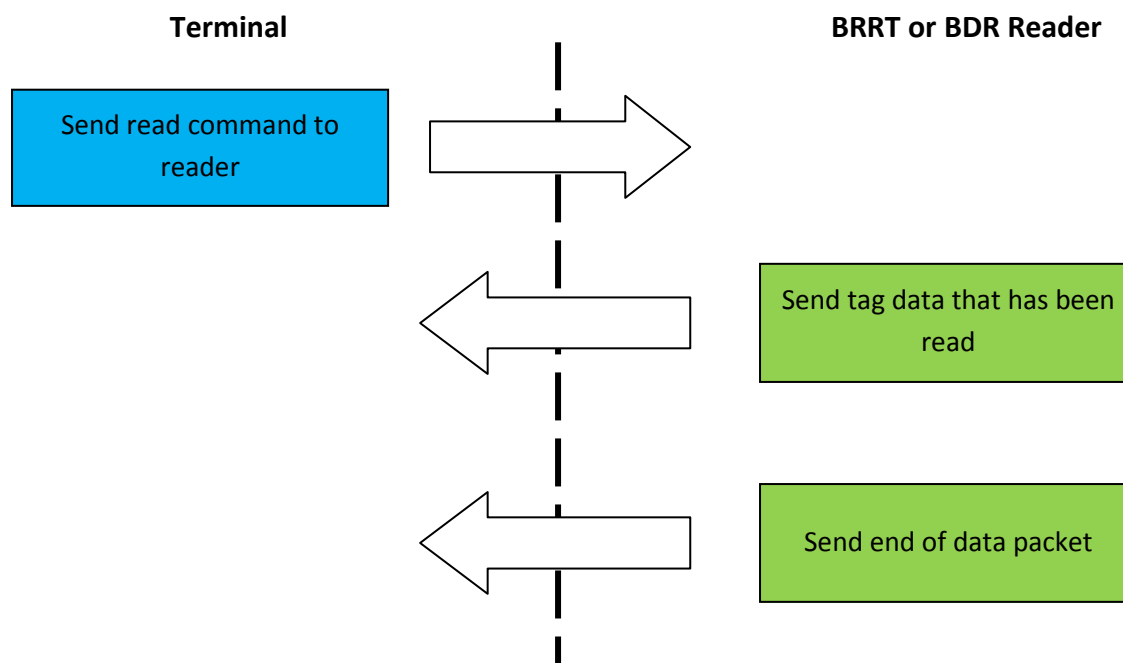 Terminal
BRRT or BDR Reader
Send read command to
reader
Send tag data that has been
read
Send end of data packet